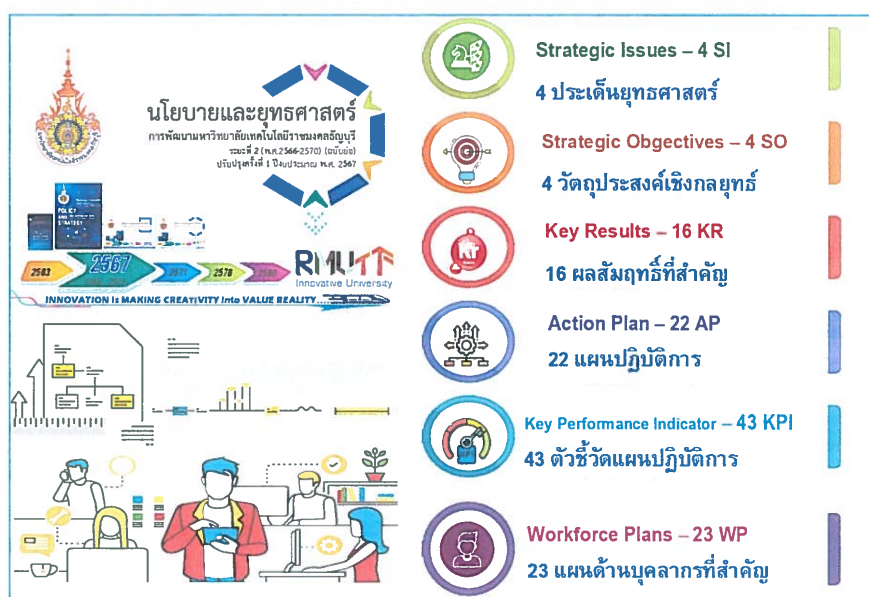 นโยบายและยุทธศาสตร์
การพัฒนามหาวิทยาลัยเทคโนโลยีราชมงคลธัญบุรี
ระยะที่ 2 (พ.ศ.2566-2570) (ฉบับย่อ)
ปรับปรุงครั้งที่ 1 ปีงบประมาณ พ.ศ. 2567
POLICY
AND
STRATEGY
2567
2578
RMUTT
Innovative University
INNOVATION is MAKING CREATIVITY into VALUE REALITY
Strategic Issues – 4 SI
4 ประเด็นยุทธศาสตร์
Strategic Obgectives – 4 SO
4 วัตถุประสงค์เชิงกลยุทธ์
Key Results – 16 KR
16 ผลสัมฤทธิ์ที่สำคัญ
Action Plan – 22 AP
22 แผนปฏิบัติการ
Key Performance Indicator – 43 KPI
43 ตัวชี้วัดแผนปฏิบัติการ
Workforce Plans – 23 WP
23 แผนด้านบุคลากรที่สำคัญ